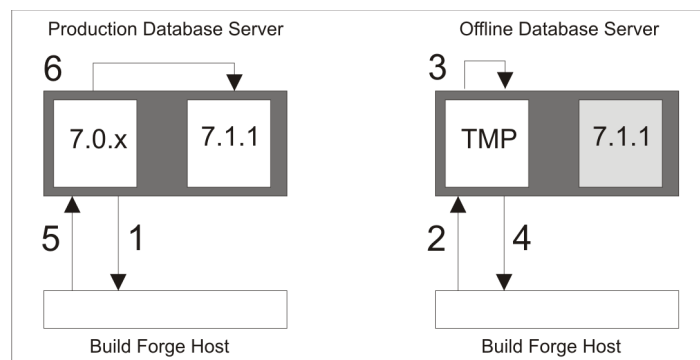 Production Database Server
6
7.0.x
7.1.1
5
1
Build Forge Host
Offline Database Server
3
TMP
7.1.1
2
4
Build Forge Host